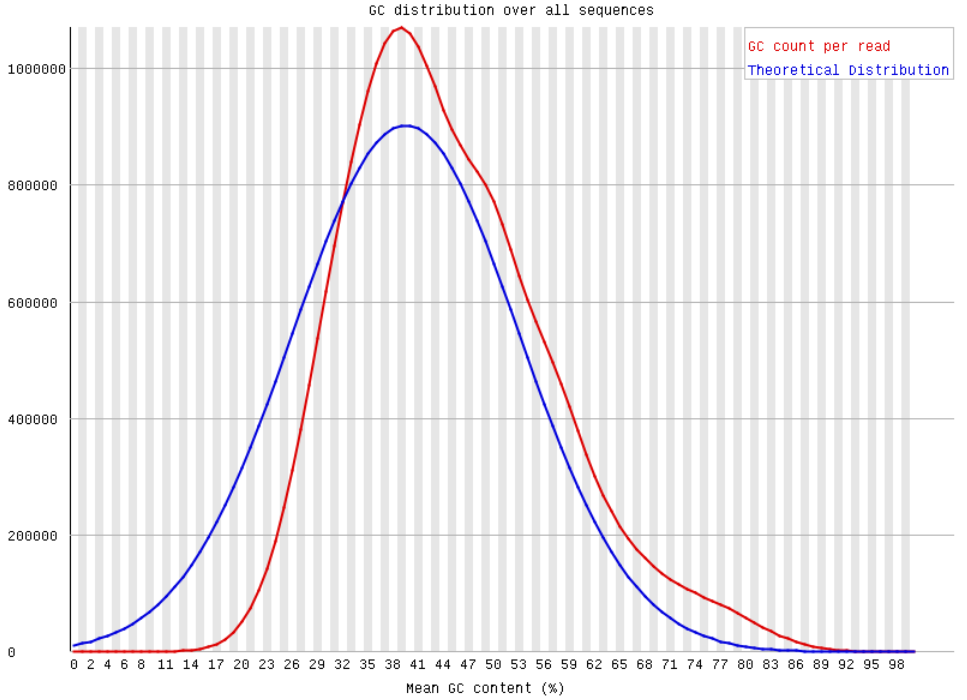 GC distribution over all sequences
GC count per read
Theoretical Distribution
1000000
800000
600000
400000
200000
0
0 2 4 6 8 11 14 17 20 23 26 29 32 35 38 41 44 47 50 53 56 59 62 65 68 71 74 77 80 83 86 89 92 95 98
Mean GC content (%)